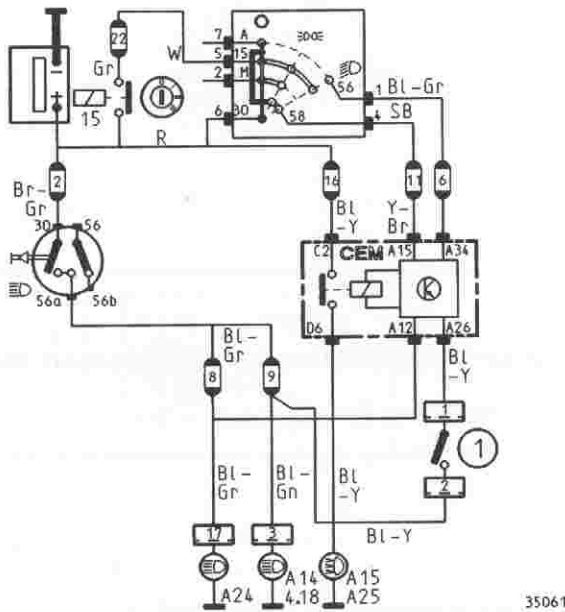 22
7
A
W
5
15
2
M
Gr
56
1
Bl-Gr
15
6
30
58
4
SB
R
2
16
11
6
Br-
Gr
Bl
-Y
Y-
Br
30
56
C2
CEM
A15
A34
K
56a
56b
D6
A12
A26
Bl-
Gr
Bl
-Y
8
9
1
1
2
Bl-
Gr
Bl-
Gn
Bl
-Y
Bl-Y
17
3
A24
A14
4.18
A15
A25
35061